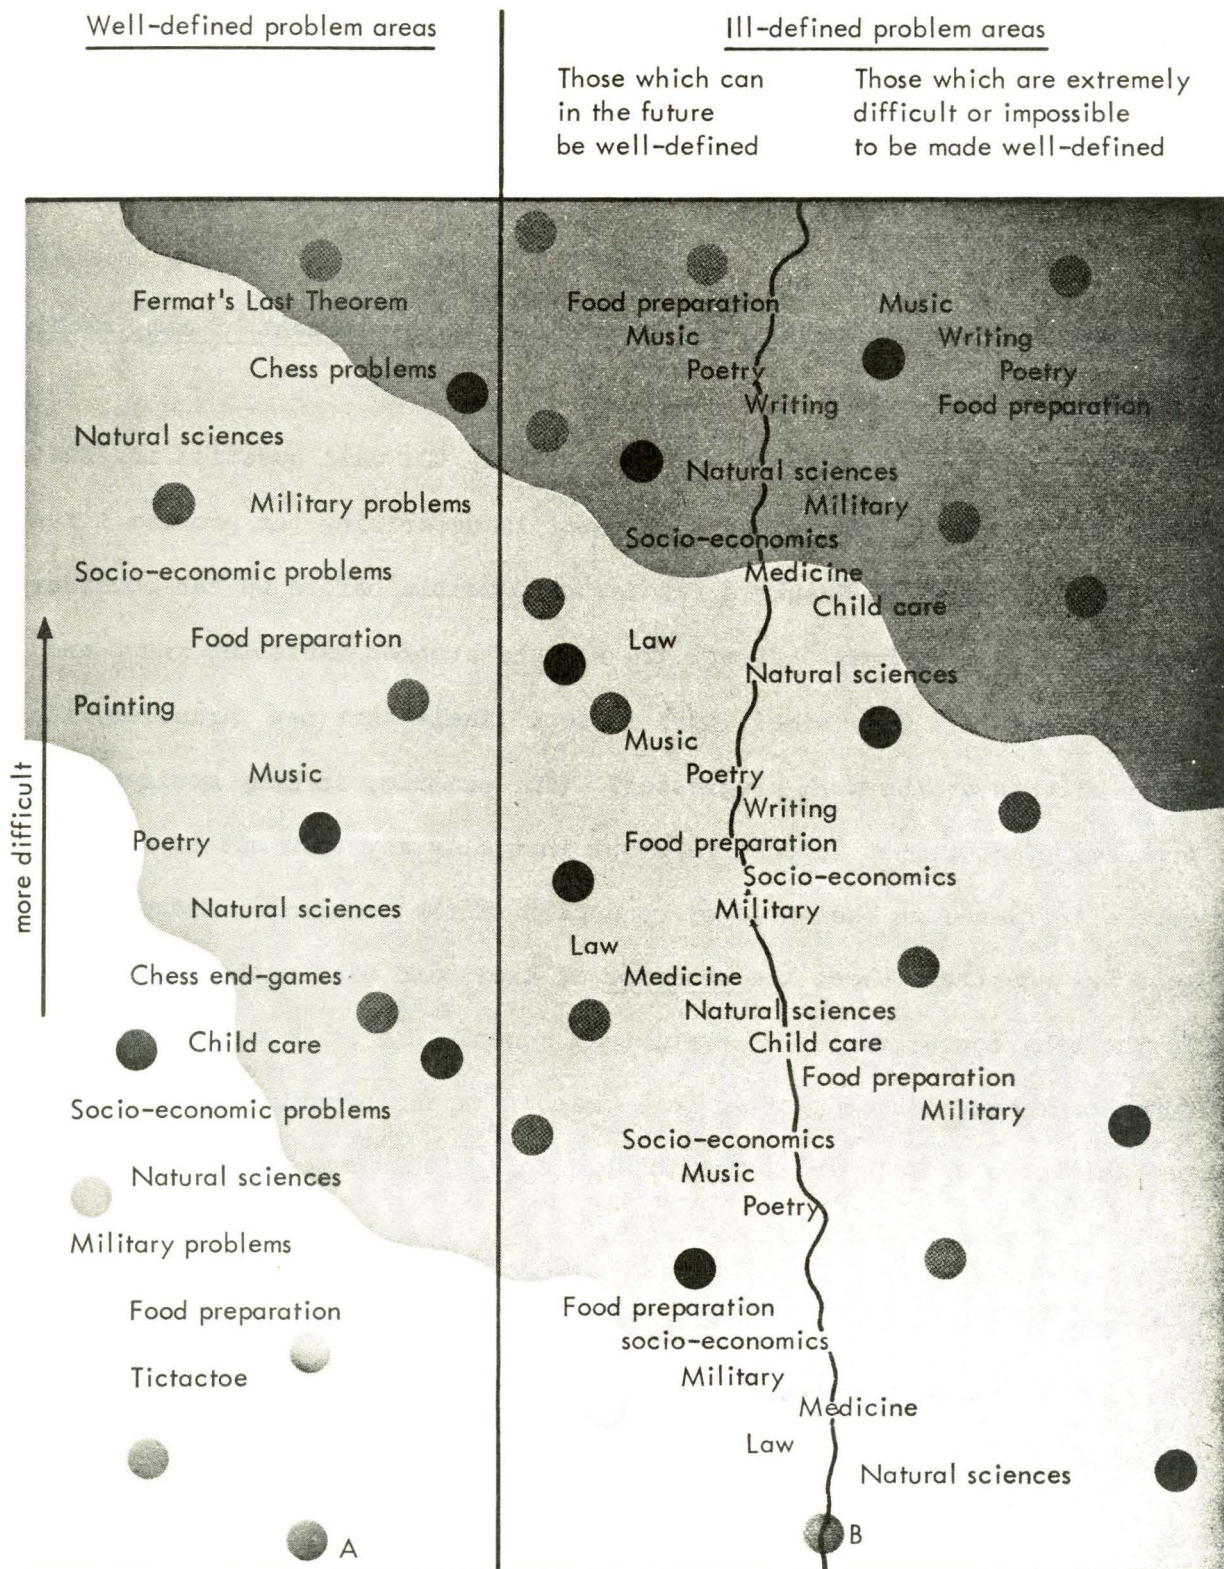 Well-defined problem areas
Ill-defined problem areas
Those which can
in the future
be well-defined
Those which are extremely
difficult or impossible
to be made well-defined
more difficult
Fermat's Last Theorem
Chess problems
Natural sciences
Military problems
Socio-economic problems
Food preparation
Painting
Music
Poetry
Natural sciences
Chess end-games
Child care
Socio-economic problems
Natural sciences
Military problems
Food preparation
Tictactoe
A
Food preparation
Music
Poetry
Writing
Music
Writing
Poetry
Food preparation
Natural sciences
Military
Socio-economics
Medicine
Child care
Law
Natural sciences
Music
Poetry
Writing
Food preparation
Socio-economics
Military
Law
Medicine
Natural sciences
Child care
Food preparation
Military
Socio-economics
Music
Poetry
Food preparation
socio-economics
Military
Medicine
Law
Natural sciences
B